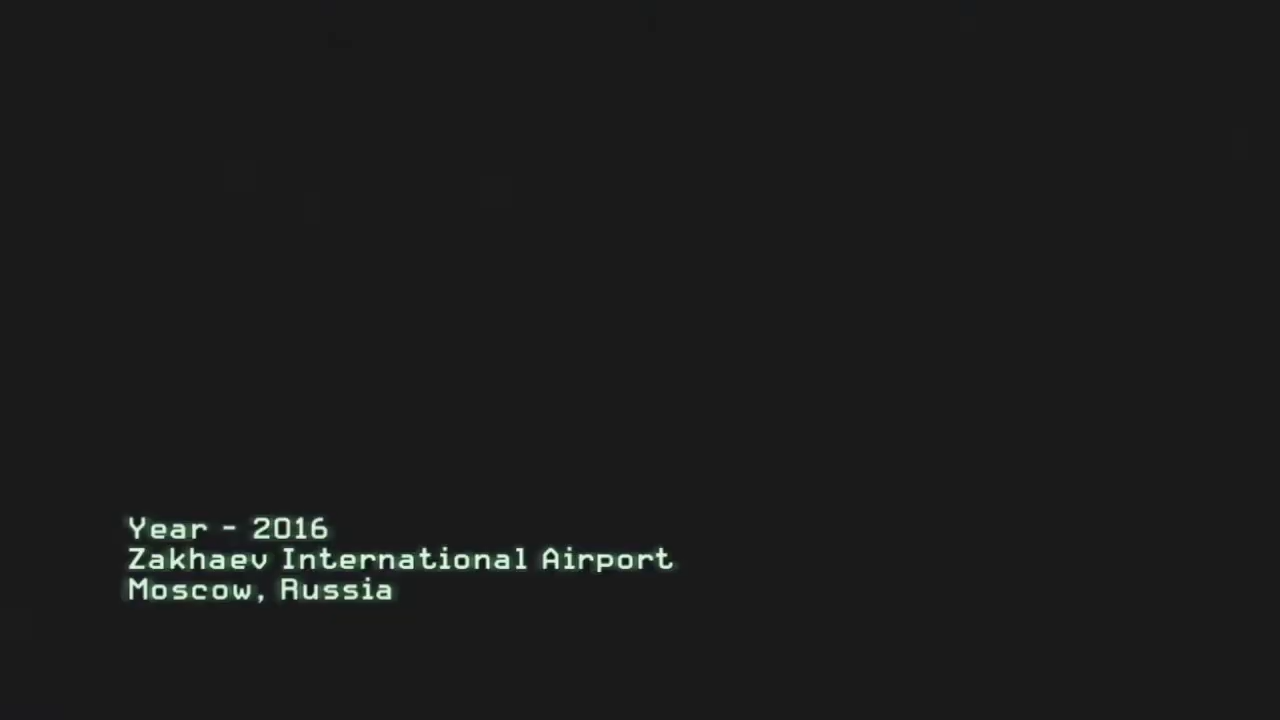 Year - 2016
Zakhaev International Airport
Moscow, Russia